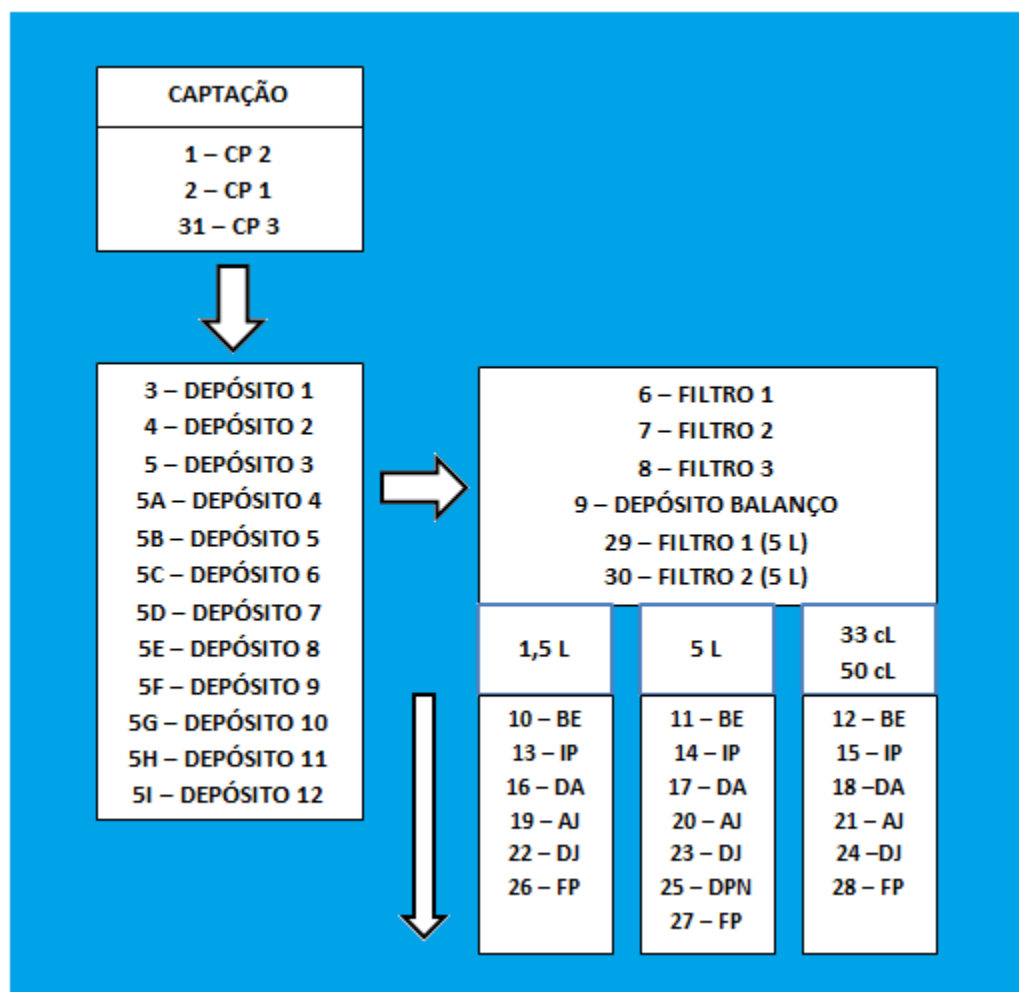 CAPTAÇÃO
1 – CP 2
2 – CP 1
31 – CP 3
3 – DEPÓSITO 1
4 – DEPÓSITO 2
5 – DEPÓSITO 3
5A – DEPÓSITO 4
5B – DEPÓSITO 5
5C – DEPÓSITO 6
5D – DEPÓSITO 7
5E – DEPÓSITO 8
5F – DEPÓSITO 9
5G – DEPÓSITO 10
5H – DEPÓSITO 11
5I – DEPÓSITO 12
6 – FILTRO 1
7 – FILTRO 2
8 – FILTRO 3
9 – DEPÓSITO BALANÇO
29 – FILTRO 1 (5 L)
30 – FILTRO 2 (5 L)
1,5 L
10 – BE
13 – IP
16 – DA
19 – AJ
22 – DJ
26 – FP
5 L
11 – BE
14 – IP
17 – DA
20 – AJ
23 – DJ
25 – DPN
27 – FP
33 cL
50 cL
12 – BE
15 – IP
18 –DA
21 – AJ
24 –DJ
28 – FP